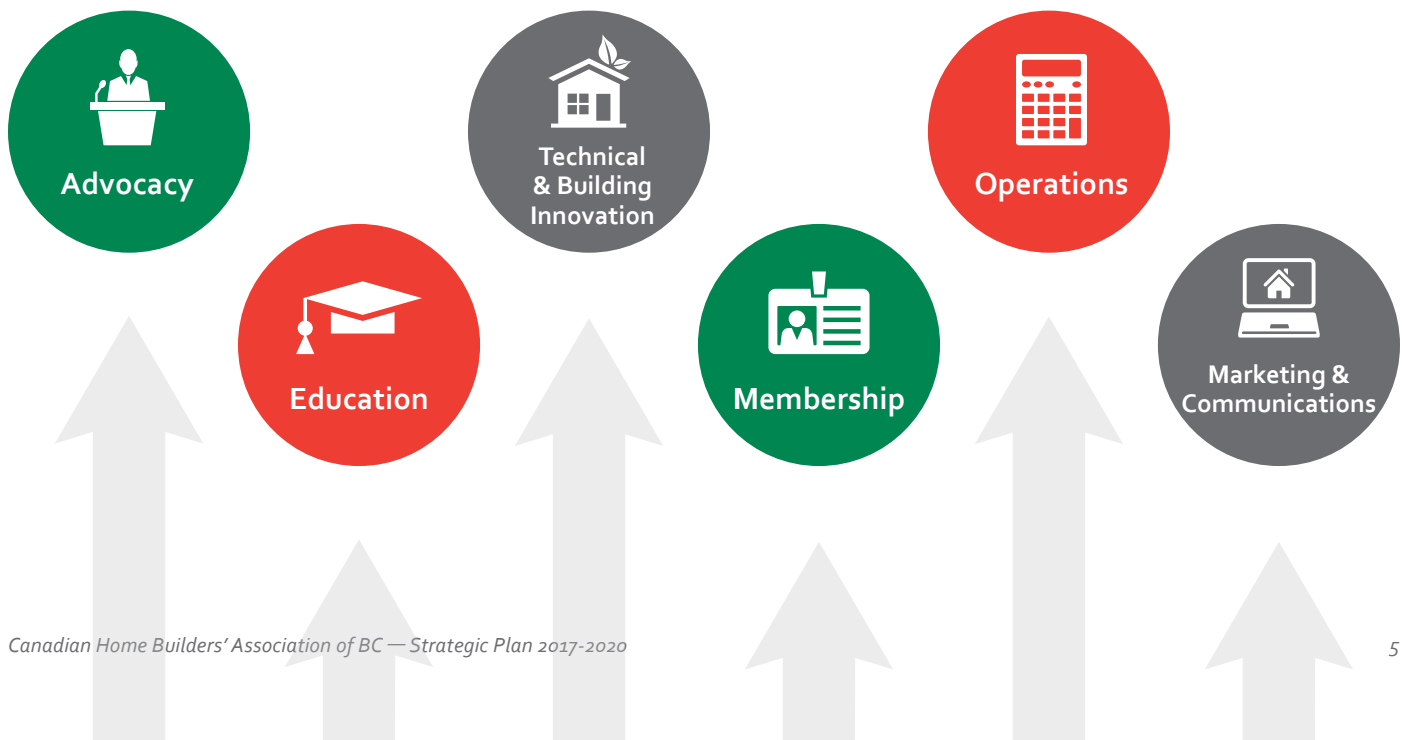 Advocacy
Education
Technical
& Building
Innovation
Membership
Operations
Marketing &
Communications
Canadian Home Builders’ Association of BC — Strategic Plan 2017-2020
5